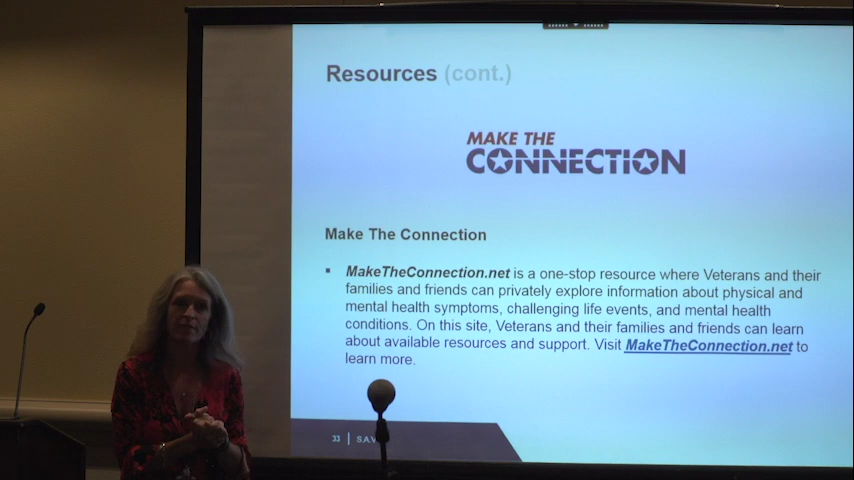 Resources (cont.)
MAKE THE
CONNECTION
Make The Connection
▪ MakeTheConnection.net is a one-stop resource where Veterans and their
families and friends can privately explore information about physical and
mental health symptoms, challenging life events, and mental health
conditions. On this site, Veterans and their families and friends can learn
about available resources and support. Visit MakeTheConnection.net to
learn more.
33 |